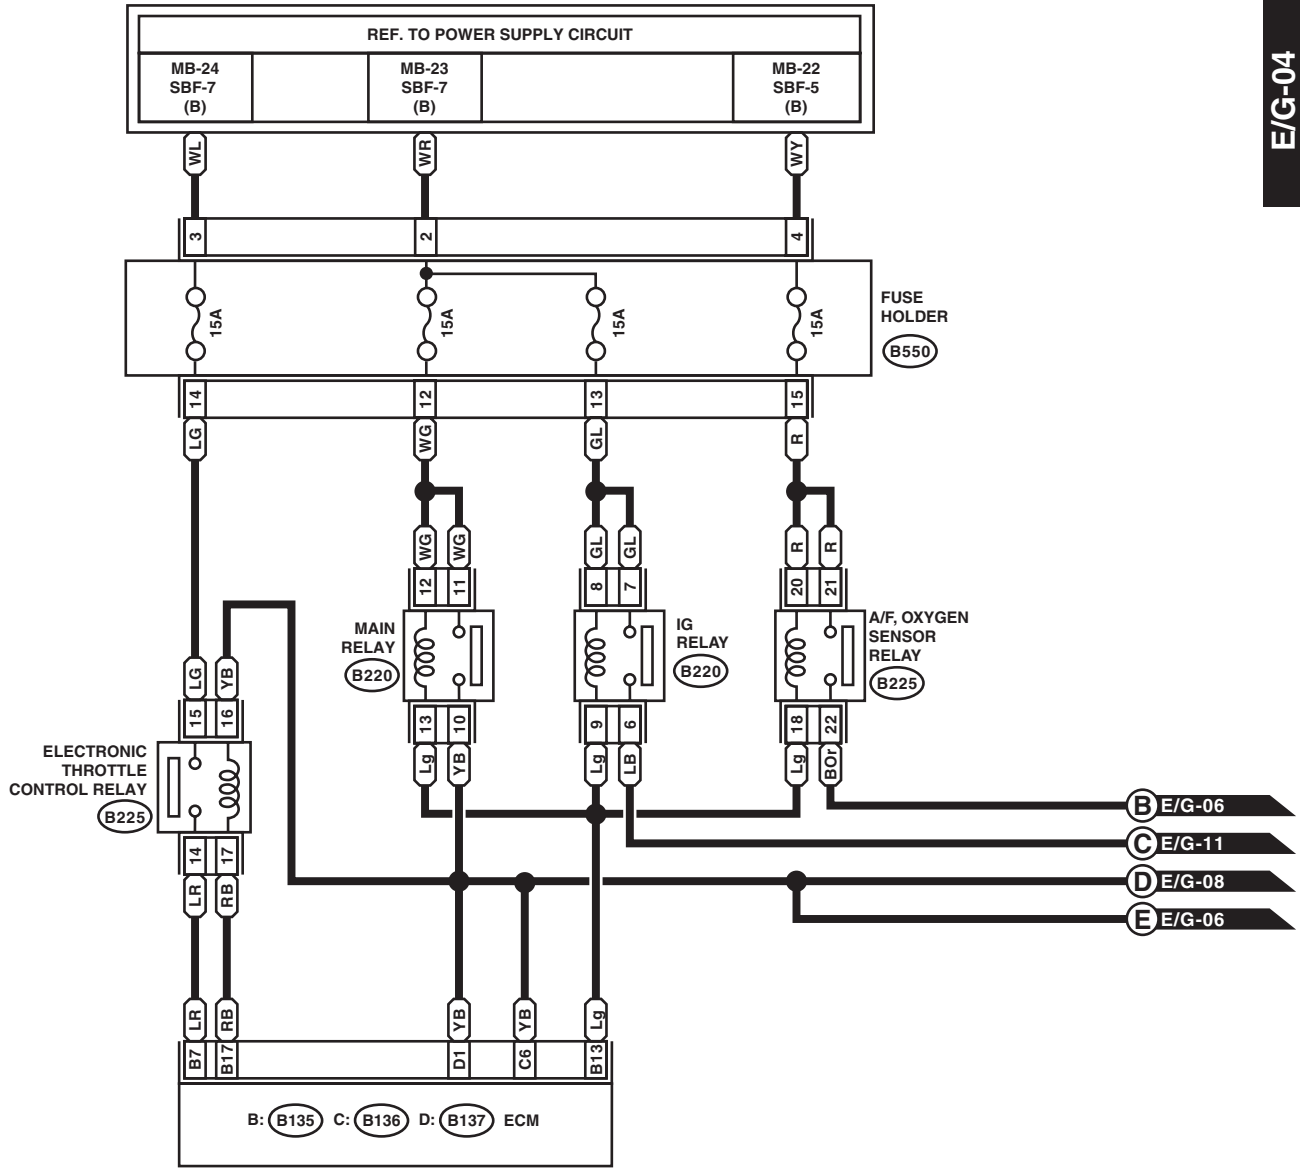 E/G-04
REF. TO POWER SUPPLY CIRCUIT
MB-24
SBF-7
(B)
MB-23
SBF-7
(B)
MB-22
SBF-5
(B)
WL
WR
WY
3
2
4
15A
15A
15A
15A
FUSE
HOLDER
B550
14
12
13
15
LG
WG
GL
R
WG
WG
GL
GL
R
R
12
11
8
7
20
21
MAIN
RELAY
B220
IG
RELAY
B220
A/F, OXYGEN
SENSOR
RELAY
B225
LG
YB
15
16
13
10
9
6
18
22
Lg
YB
Lg
LB
Lg
BOr
ELECTRONIC
THROTTLE
CONTROL RELAY
B225
14
17
LR
RB
B E/G-06
C E/G-11
D E/G-08
E E/G-06
LR
RB
YB
YB
Lg
B7
B17
D1
C6
B13
B: B135 C: B136 D: B137 ECM